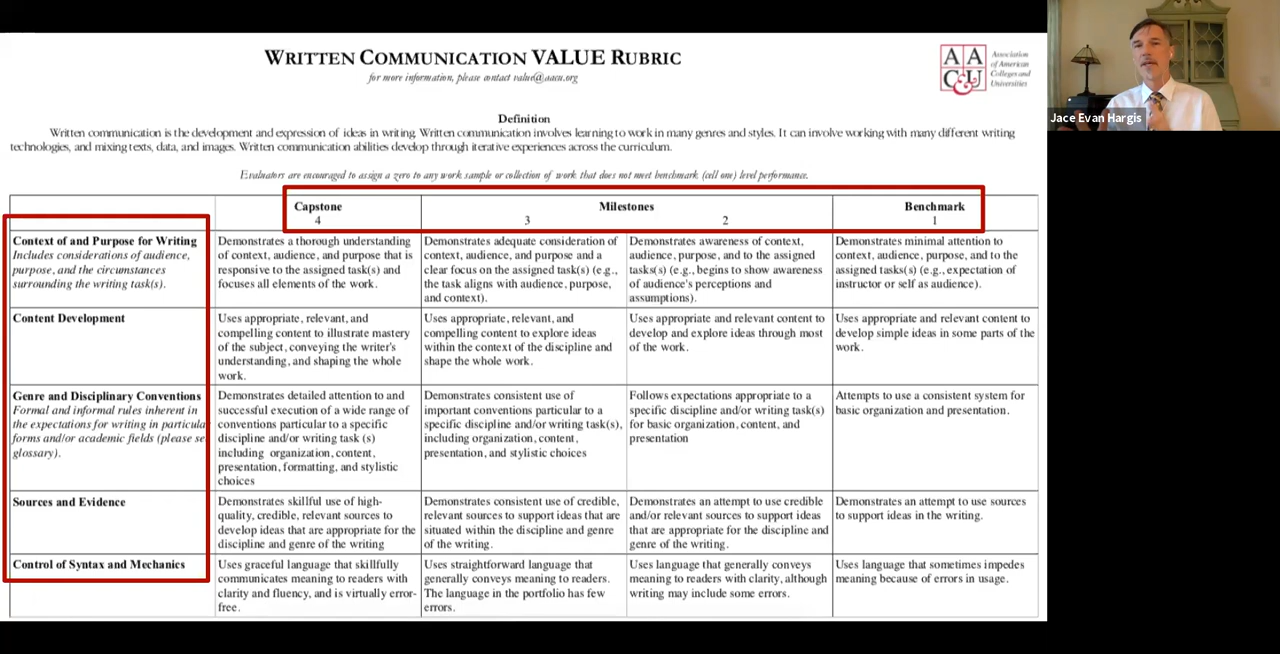 WRITTEN COMMUNICATION VALUE RUBRIC
for more information, please contact value@aacu.org
AAC&U
Association
of American
Colleges and
Universities
Jace Evan Hargis
Definition
Written communication is the development and expression of ideas in writing. Written communication involves learning to work in many genres and styles. It can involve working with many different writing
technologies, and mixing texts, data, and images. Written communication abilities develop through iterative experiences across the curriculum.
Evaluators are encouraged to assign a zero to any work sample or collection of work that does not meet benchmark (cell one) level performance.
Capstone
4
Milestones
3
2
Benchmark
1
Context of and Purpose for Writing
Includes considerations of audience,
purpose, and the circumstances
surrounding the writing task(s).
Demonstrates a thorough understanding
of context, audience, and purpose that is
responsive to the assigned task(s) and
focuses all elements of the work.
Demonstrates adequate consideration of
context, audience, and purpose and a
clear focus on the assigned task(s) (e.g.,
the task aligns with audience, purpose,
and context).
Demonstrates awareness of context,
audience, purpose, and to the assigned
tasks(s) (e.g., begins to show awareness
of audience's perceptions and
assumptions).
Demonstrates minimal attention to
context, audience, purpose, and to the
assigned tasks(s) (e.g., expectation of
instructor or self as audience).
Content Development
Uses appropriate, relevant, and
compelling content to illustrate mastery
of the subject, conveying the writer's
understanding, and shaping the whole
work.
Uses appropriate, relevant, and
compelling content to explore ideas
within the context of the discipline and
shape the whole work.
Uses appropriate and relevant content to
develop and explore ideas through most
of the work.
Uses appropriate and relevant content to
develop simple ideas in some parts of the
work.
Genre and Disciplinary Conventions
Formal and informal rules inherent in
the expectations for writing in particula
forms and/or academic fields (please se
glossary).
Demonstrates detailed attention to and
successful execution of a wide range of
conventions particular to a specific
discipline and/or writing task (s)
including organization, content,
presentation, formatting, and stylistic
choices
Demonstrates consistent use of
important conventions particular to a
specific discipline and/or writing task(s),
including organization, content,
presentation, and stylistic choices
Follows expectations appropriate to a
specific discipline and/or writing task(s)
for basic organization, content, and
presentation
Attempts to use a consistent system for
basic organization and presentation.
Sources and Evidence
Demonstrates skillful use of high-
quality, credible, relevant sources to
develop ideas that are appropriate for the
discipline and genre of the writing
Demonstrates consistent use of credible,
relevant sources to support ideas that are
situated within the discipline and genre
of the writing.
Demonstrates an attempt to use credible
and/or relevant sources to support ideas
that are appropriate for the discipline and
genre of the writing.
Demonstrates an attempt to use sources
to support ideas in the writing.
Control of Syntax and Mechanics
Uses graceful language that skillfully
communicates meaning to readers with
clarity and fluency, and is virtually error-
free.
Uses straightforward language that
generally conveys meaning to readers.
The language in the portfolio has few
errors.
Uses language that generally conveys
meaning to readers with clarity, although
writing may include some errors.
Uses language that sometimes impedes
meaning because of errors in usage.